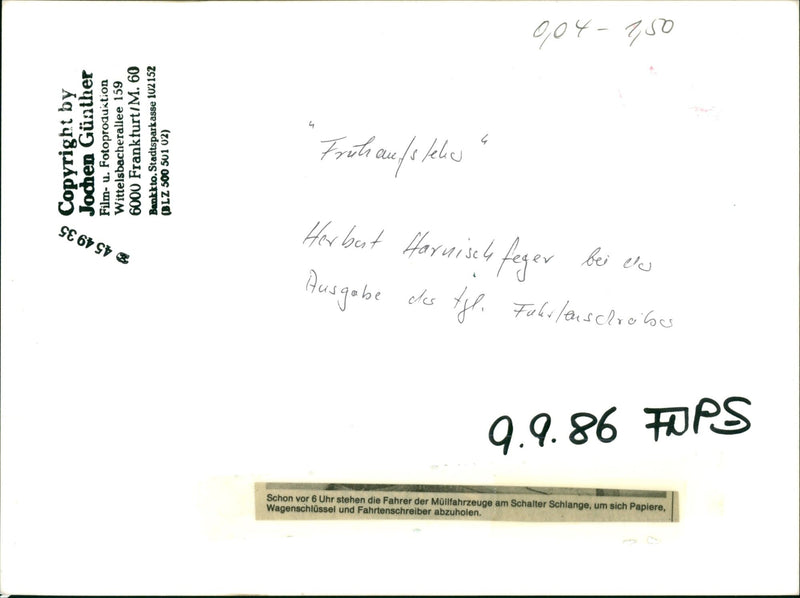 0,04 - 1,50
Copyright by
Jochen Günther
Film- u. Fotoproduktion
Wittelsbacherallee 159
6000 Frankfurt/M. 60
Bankkto. Stadtsparkasse 102152
(BLZ 500 501 02)
☎ 45 49 35
"Frühaufsteher"
Herbert Harnischfeger bei der
Ausgabe der tgl. Fahrtenschreiber
9.9.86 FNPS
Schon vor 6 Uhr stehen die Fahrer der Müllfahrzeuge am Schalter Schlange, um sich Papiere,
Wagenschlüssel und Fahrtenschreiber abzuholen.